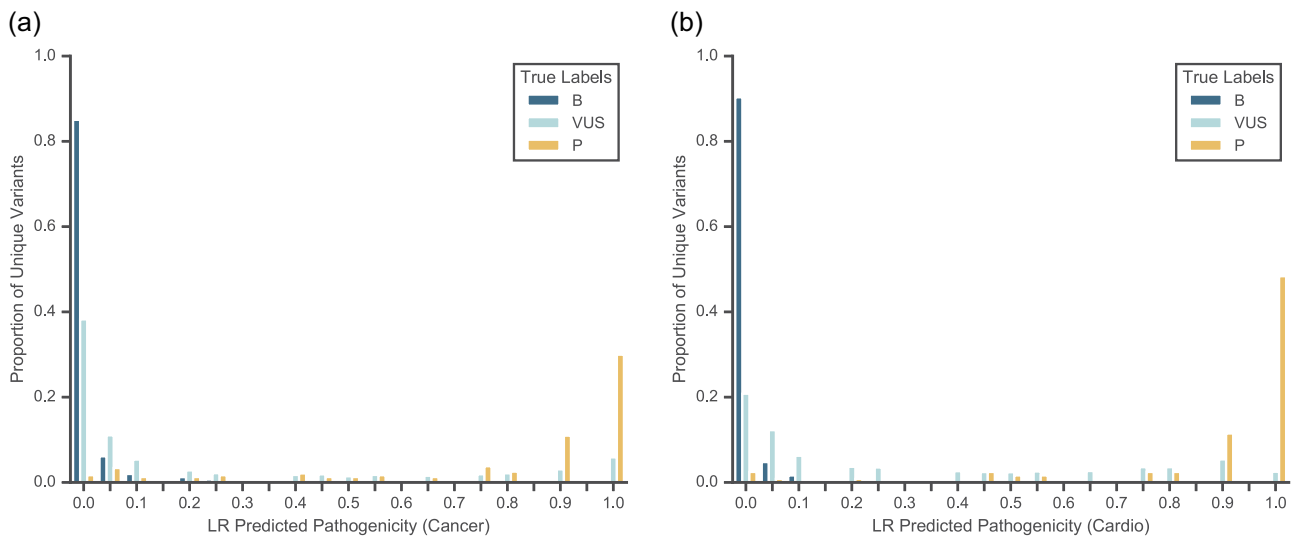 (a)
1.0
0.8
0.6
0.4
0.2
0.0
Proportion of Unique Variants
True Labels
B
VUS
P
0.0 0.1 0.2 0.3 0.4 0.5 0.6 0.7 0.8 0.9 1.0
LR Predicted Pathogenicity (Cancer)
(b)
1.0
0.8
0.6
0.4
0.2
0.0
Proportion of Unique Variants
True Labels
B
VUS
P
0.0 0.1 0.2 0.3 0.4 0.5 0.6 0.7 0.8 0.9 1.0
LR Predicted Pathogenicity (Cardio)